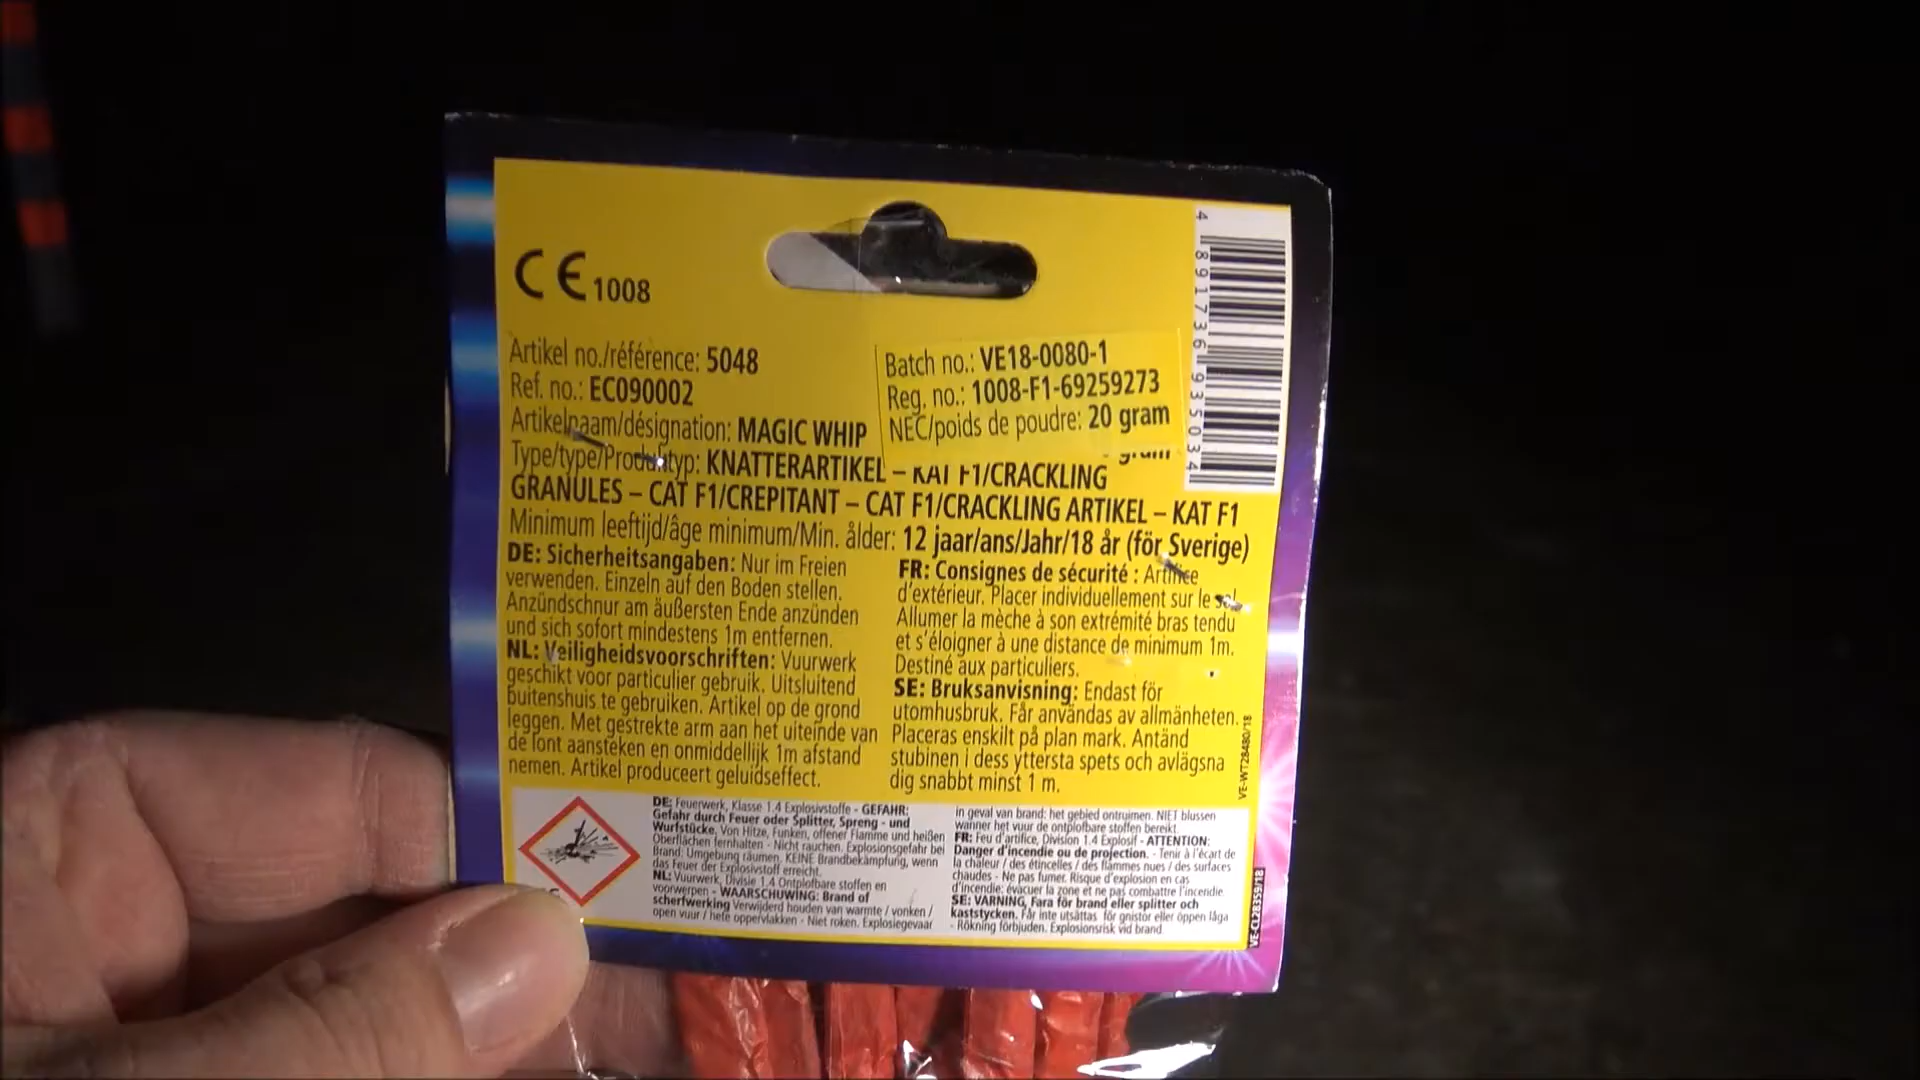 CE 1008
Artikel no./référence: 5048
Ref. no.: EC090002
Batch no.: VE18-0080-1
Reg. no.: 1008-F1-69259273
NEC/poids de poudre: 20 gram
gram
Artikelnaam/désignation: MAGIC WHIP
Type/type/Produkttyp: KNATTERARTIKEL – KAT F1/CRACKLING
GRANULES – CAT F1/CREPITANT – CAT F1/CRACKLING ARTIKEL – KAT F1
Minimum leeftijd/âge minimum/Min. ålder: 12 jaar/ans/Jahr/18 år (för Sverige)
DE: Sicherheitsangaben: Nur im Freien
verwenden. Einzeln auf den Boden stellen.
Anzündschnur am äußersten Ende anzünden
und sich sofort mindestens 1m entfernen.
NL: Veiligheidsvoorschriften: Vuurwerk
geschikt voor particulier gebruik. Uitsluitend
buitenshuis te gebruiken. Artikel op de grond
leggen. Met gestrekte arm aan het uiteinde van
de lont aansteken en onmiddellijk 1m afstand
nemen. Artikel produceert geluidseffect.
FR: Consignes de sécurité : Artifice
d'extérieur. Placer individuellement sur le sol.
Allumer la mèche à son extrémité bras tendu
et s'éloigner à une distance de minimum 1m.
Destiné aux particuliers.
SE: Bruksanvisning: Endast för
utomhusbruk. Får användas av allmänheten.
Placeras enskilt på plan mark. Antänd
stubinen i dess yttersta spets och avlägsna
dig snabbt minst 1 m.
DE: Feuerwerk, Klasse 1.4 Explosivstoffe - GEFAHR:
Gefahr durch Feuer oder Splitter, Spreng - und
Wurfstücke. Von Hitze, Funken, offener Flamme und heißen
Oberflächen fernhalten - Nicht rauchen. Explosionsgefahr bei
Brand: Umgebung räumen. KEINE Brandbekämpfung, wenn
das Feuer der Explosivstoff erreicht.
NL: Vuurwerk, Divisie 1.4 Ontplofbare stoffen en
voorwerpen - WAARSCHUWING: Brand of
scherfwerking Verwijderd houden van warmte / vonken /
open vuur / hete oppervlakken - Niet roken. Explosiegevaar
in geval van brand: het gebied ontruimen. NIET blussen
wanneer het vuur de ontplofbare stoffen bereikt.
FR: Feu d'artifice, Division 1.4 Explosif - ATTENTION:
Danger d'incendie ou de projection. - Tenir à l'écart de
la chaleur / des étincelles / des flammes nues / des surfaces
chaudes - Ne pas fumer. Risque d'explosion en cas
d'incendie: évacuer la zone et ne pas combattre l'incendie.
SE: VARNING, Fara för brand eller splitter och
kaststycken. Får inte utsättas för gnistor eller öppen låga
- Rökning förbjuden. Explosionsrisk vid brand.
4 891736 935034
VE-WT28480/18
VE-CL28359/18